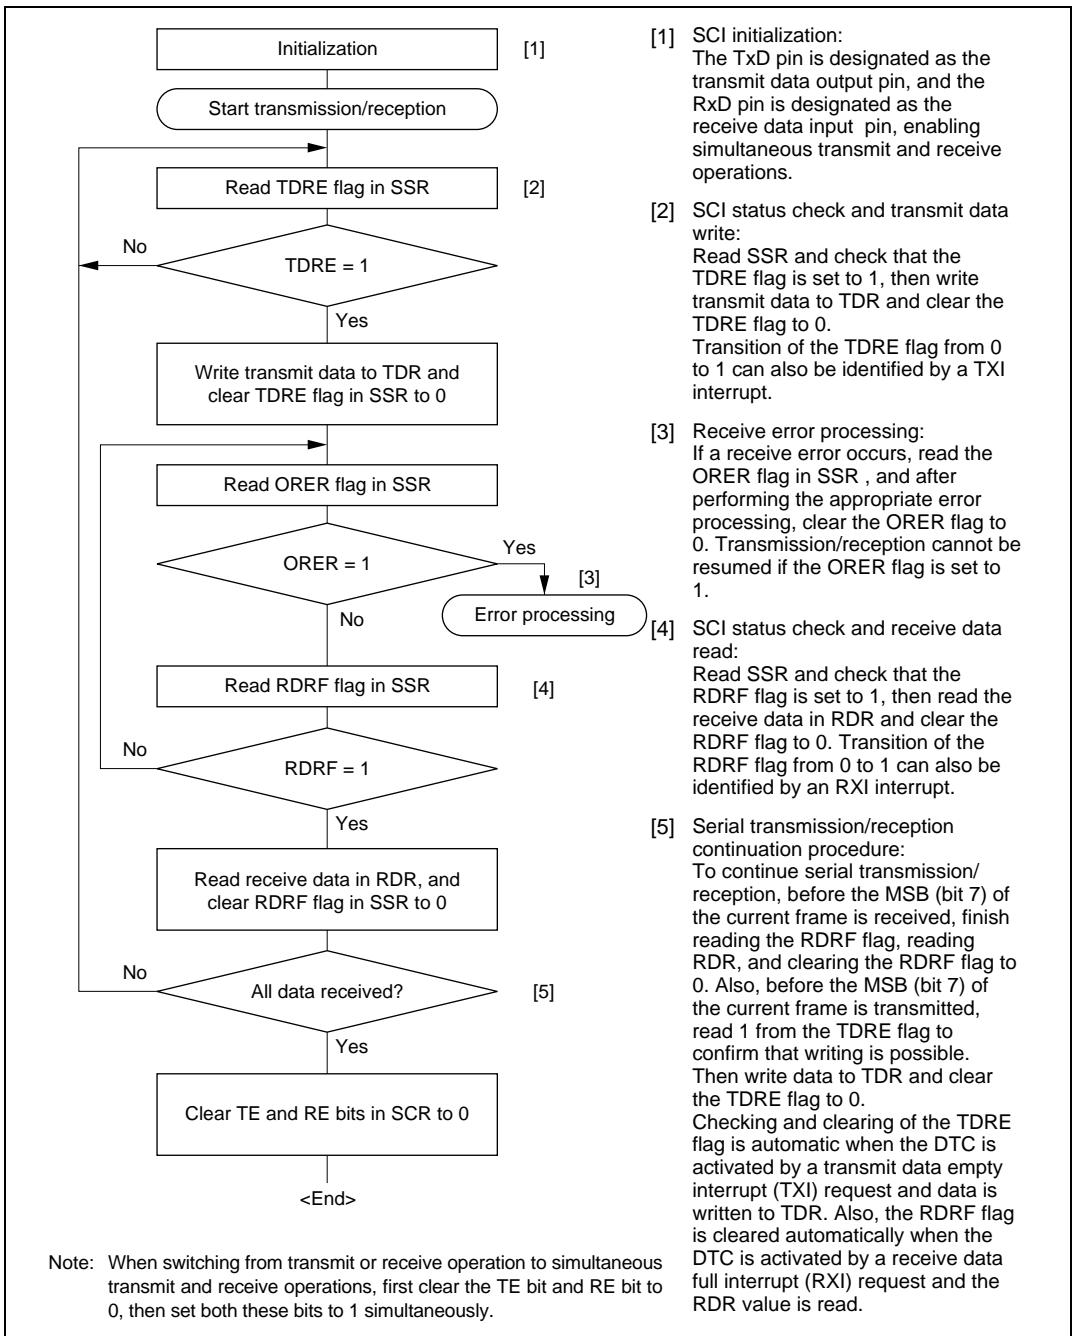 Initialization [1]
Start transmission/reception
Read TDRE flag in SSR [2]
No
TDRE = 1
Yes
Write transmit data to TDR and
clear TDRE flag in SSR to 0
Read ORER flag in SSR
ORER = 1
Yes
[3]
Error processing
No
Read RDRF flag in SSR [4]
No
RDRF = 1
Yes
Read receive data in RDR, and
clear RDRF flag in SSR to 0
No
All data received? [5]
Yes
Clear TE and RE bits in SCR to 0
<End>
Note: When switching from transmit or receive operation to simultaneous
transmit and receive operations, first clear the TE bit and RE bit to
0, then set both these bits to 1 simultaneously.
[1] SCI initialization:
The TxD pin is designated as the
transmit data output pin, and the
RxD pin is designated as the
receive data input pin, enabling
simultaneous transmit and receive
operations.
[2] SCI status check and transmit data
write:
Read SSR and check that the
TDRE flag is set to 1, then write
transmit data to TDR and clear the
TDRE flag to 0.
Transition of the TDRE flag from 0
to 1 can also be identified by a TXI
interrupt.
[3] Receive error processing:
If a receive error occurs, read the
ORER flag in SSR , and after
performing the appropriate error
processing, clear the ORER flag to
0. Transmission/reception cannot be
resumed if the ORER flag is set to
1.
[4] SCI status check and receive data
read:
Read SSR and check that the
RDRF flag is set to 1, then read the
receive data in RDR and clear the
RDRF flag to 0. Transition of the
RDRF flag from 0 to 1 can also be
identified by an RXI interrupt.
[5] Serial transmission/reception
continuation procedure:
To continue serial transmission/
reception, before the MSB (bit 7) of
the current frame is received, finish
reading the RDRF flag, reading
RDR, and clearing the RDRF flag to
0. Also, before the MSB (bit 7) of
the current frame is transmitted,
read 1 from the TDRE flag to
confirm that writing is possible.
Then write data to TDR and clear
the TDRE flag to 0.
Checking and clearing of the TDRE
flag is automatic when the DTC is
activated by a transmit data empty
interrupt (TXI) request and data is
written to TDR. Also, the RDRF flag
is cleared automatically when the
DTC is activated by a receive data
full interrupt (RXI) request and the
RDR value is read.